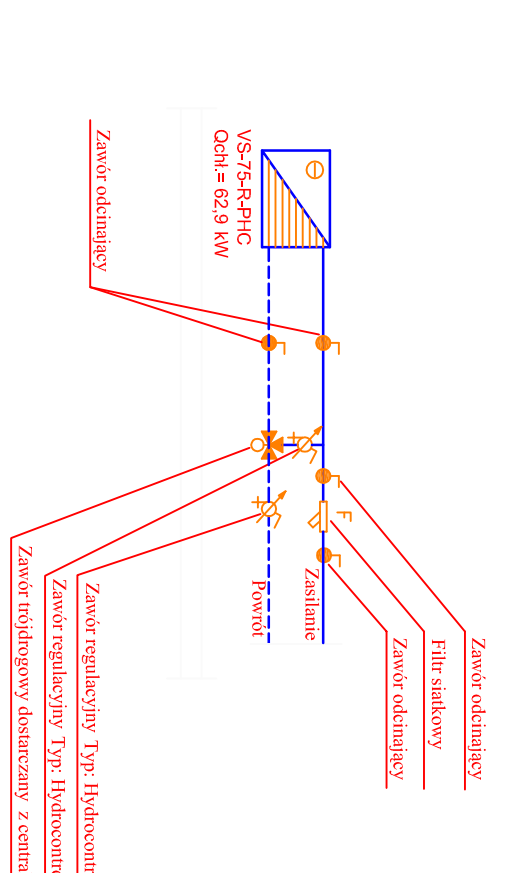 VS-75-R-PHC
Qchł.= 62,9 kW
Zawór odcinający
Zawór odcinający
Filtr siatkowy
Zawór odcinający
F
Zasilanie
Powrót
Zawór regulacyjny Typ: Hydrocontr
Zawór regulacyjny Typ: Hydrocontr
Zawór trójdrogowy dostarczany z centra